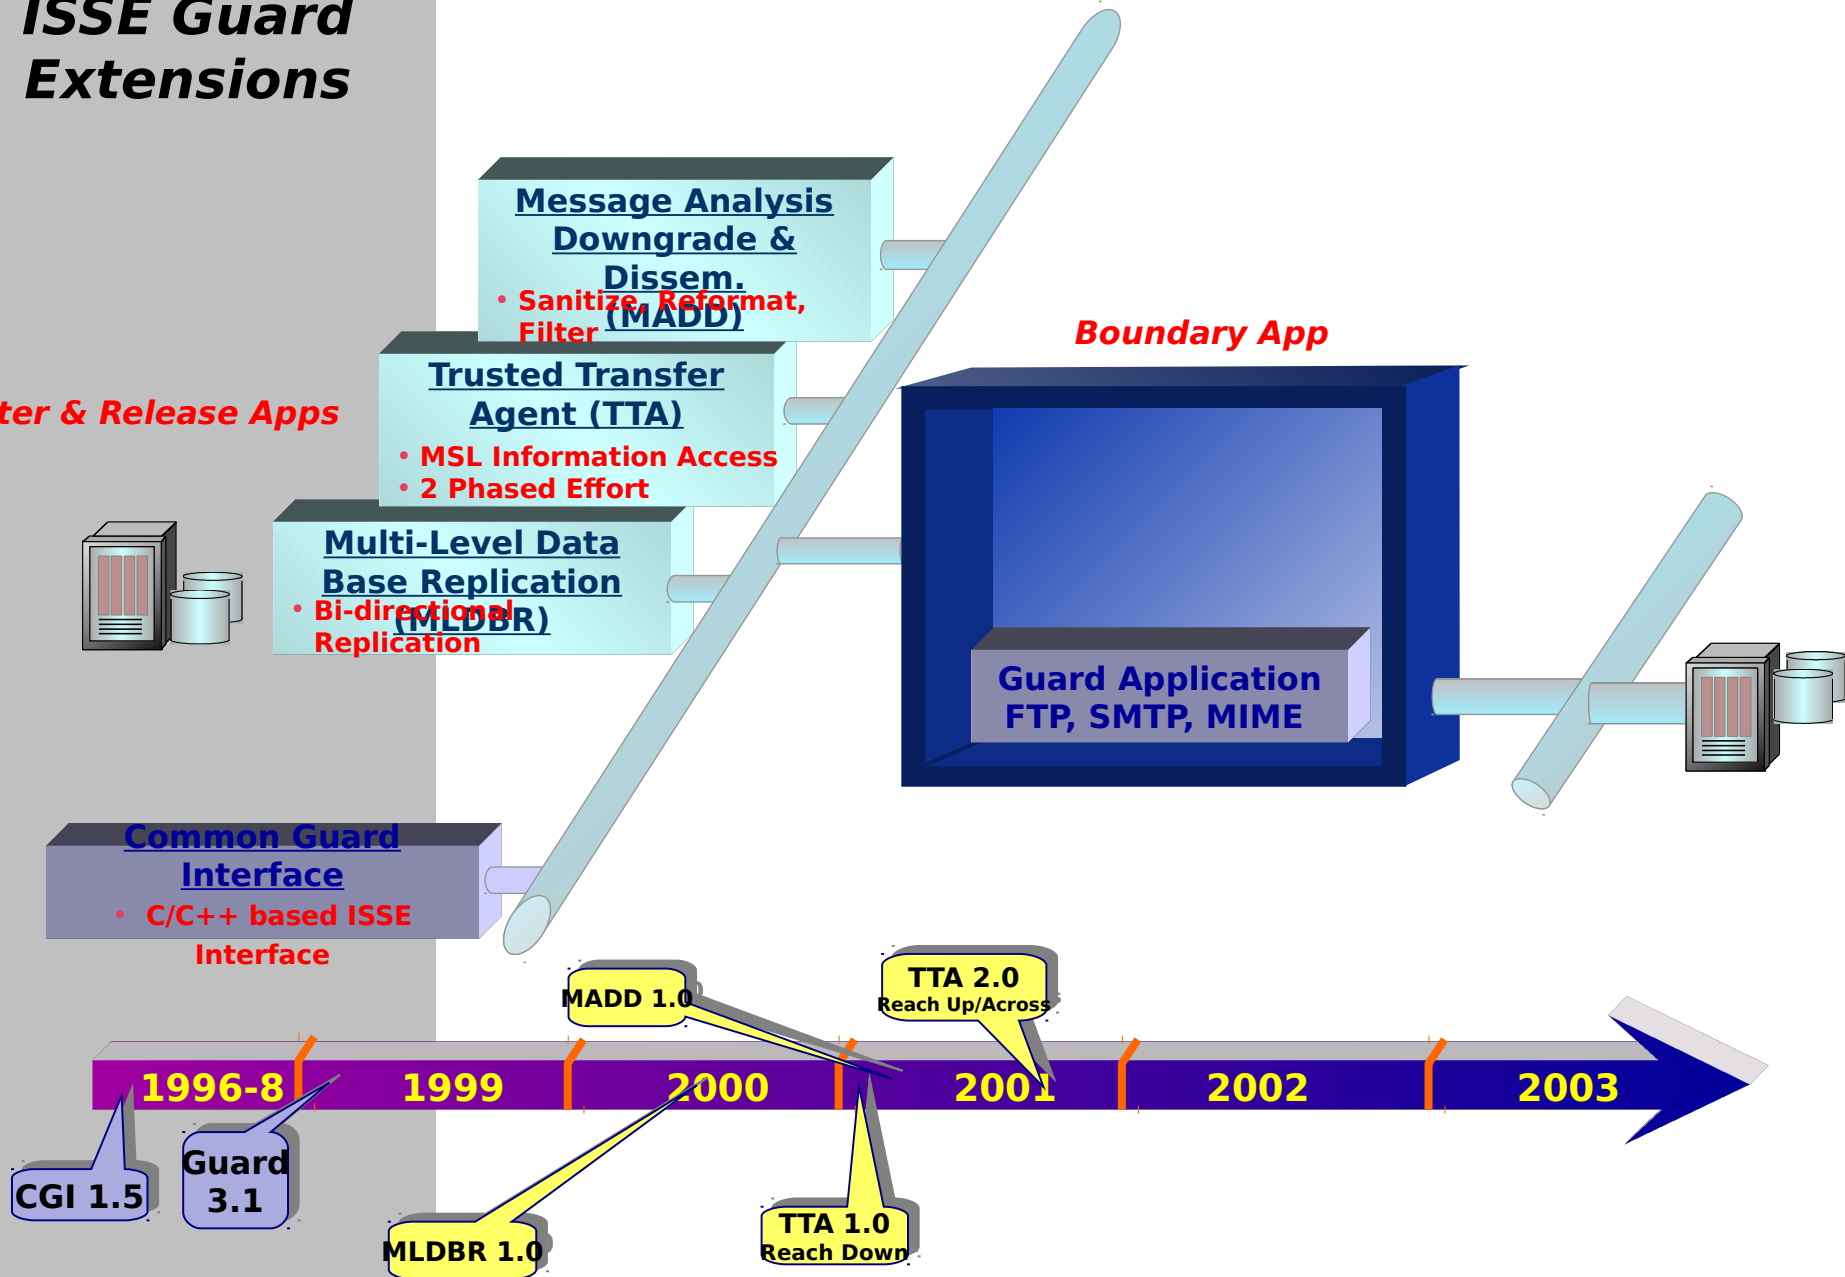 ISSE Guard
Extensions
Message Analysis
Downgrade &
Dissem.
(MADD)
• Sanitize, Reformat,
Filter
Boundary App
Trusted Transfer
Agent (TTA)
• MSL Information Access
• 2 Phased Effort
ter & Release Apps
Multi-Level Data
Base Replication
(MLDBR)
• Bi-directional
Replication
Guard Application
FTP, SMTP, MIME
Common Guard
Interface
• C/C++ based ISSE
Interface
MADD 1.0
TTA 2.0
Reach Up/Across
1996-8 1999 2000 2001 2002 2003
CGI 1.5
Guard
3.1
MLDBR 1.0
TTA 1.0
Reach Down